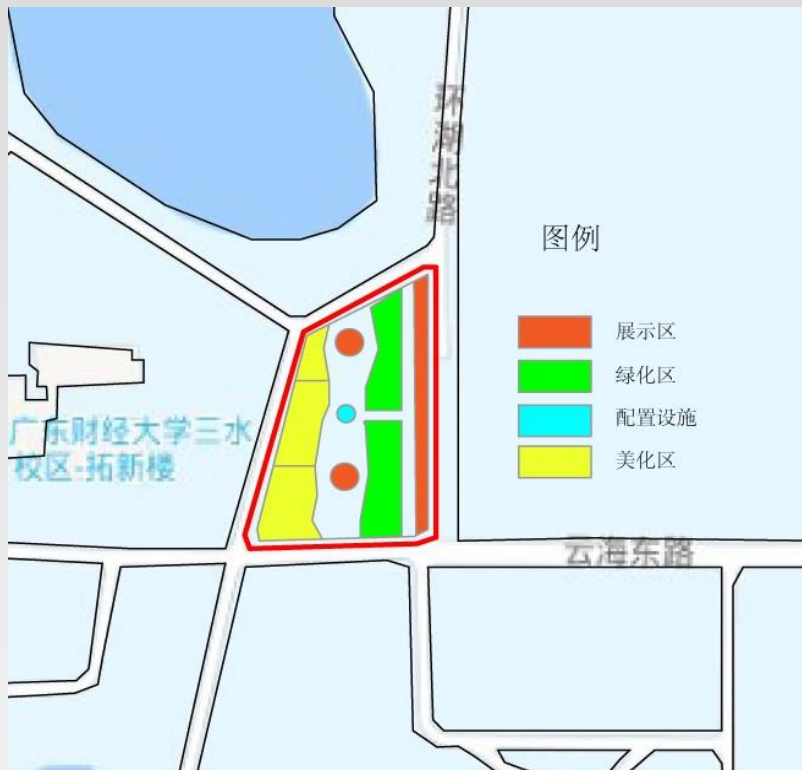 环湖北路
图例
展示区
绿化区
配置设施
美化区
广东财经大学三水
校区-拓新楼
云海东路